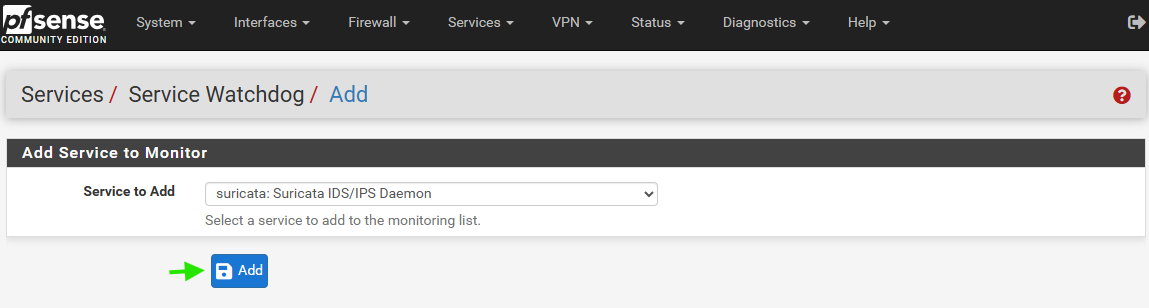 pfsense. System Interfaces Firewall Services VPN Status Diagnostics Help
COMMUNITY EDITION
Services / Service Watchdog / Add ?
Add Service to Monitor
Service to Add suricata: Suricata IDS/IPS Daemon
Select a service to add to the monitoring list.
Add